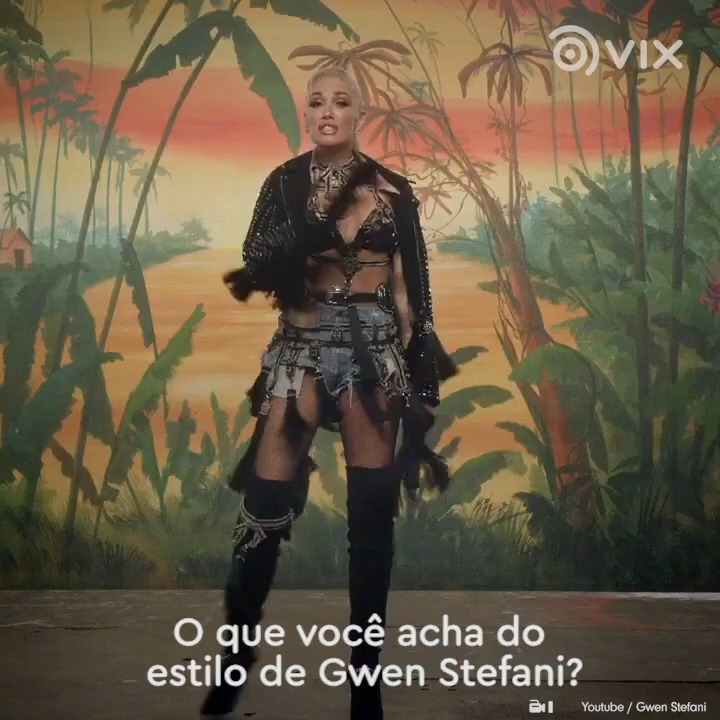 vix
O que você acha do
estilo de Gwen Stefani?
Youtube / Gwen Stefani